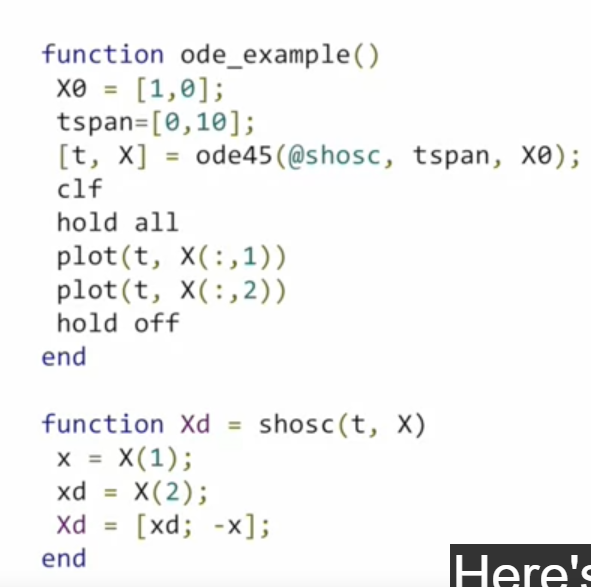 function ode_example()
X0 = [1,0];
tspan=[0,10];
[t, X] = ode45(@shosc, tspan, X0);
clf
hold all
plot(t, X(:,1))
plot(t, X(:,2))
hold off
end
function Xd = shosc(t, X)
x = X(1);
xd = X(2);
Xd = [xd; -x];
end
Here's